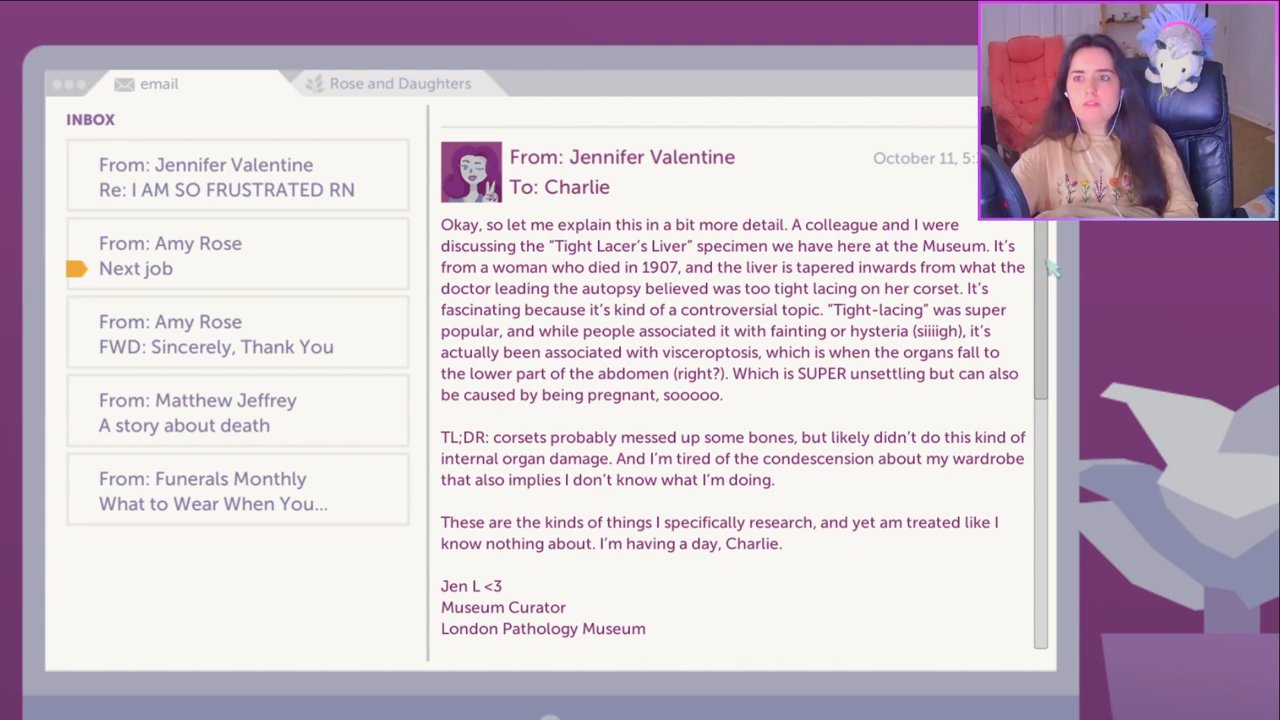 email
Rose and Daughters
INBOX
From: Jennifer Valentine
Re: I AM SO FRUSTRATED RN
From: Amy Rose
Next job
From: Amy Rose
FWD: Sincerely, Thank You
From: Matthew Jeffrey
A story about death
From: Funerals Monthly
What to Wear When You...
From: Jennifer Valentine
October 11, 5:
To: Charlie
Okay, so let me explain this in a bit more detail. A colleague and I were
discussing the “Tight Lacer’s Liver” specimen we have here at the Museum. It’s
from a woman who died in 1907, and the liver is tapered inwards from what the
doctor leading the autopsy believed was too tight lacing on her corset. It’s
fascinating because it’s kind of a controversial topic. “Tight-lacing” was super
popular, and while people associated it with fainting or hysteria (siiiigh), it’s
actually been associated with visceroptosis, which is when the organs fall to
the lower part of the abdomen (right?). Which is SUPER unsettling but can also
be caused by being pregnant, sooooo.
TL;DR: corsets probably messed up some bones, but likely didn’t do this kind of
internal organ damage. And I’m tired of the condescension about my wardrobe
that also implies I don’t know what I’m doing.
These are the kinds of things I specifically research, and yet am treated like I
know nothing about. I’m having a day, Charlie.
Jen L <3
Museum Curator
London Pathology Museum